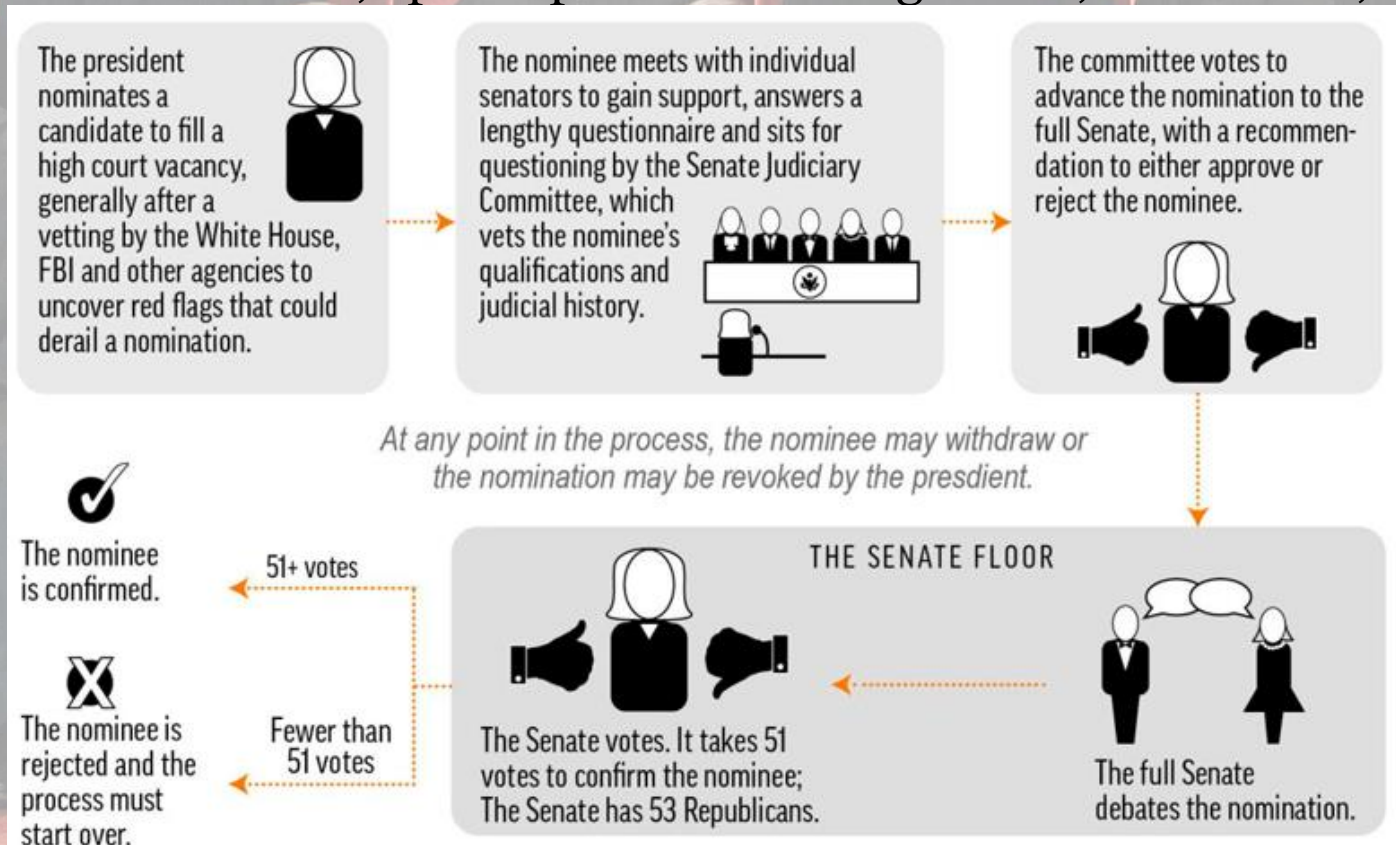 The president
nominates a
candidate to fill a
high court vacancy,
generally after a
vetting by the White House,
FBI and other agencies to
uncover red flags that could
derail a nomination.
The nominee meets with individual
senators to gain support, answers a
lengthy questionnaire and sits for
questioning by the Senate Judiciary
Committee, which
vets the nominee's
qualifications and
judicial history.
The committee votes to
advance the nomination to the
full Senate, with a recommen-
dation to either approve or
reject the nominee.
At any point in the process, the nominee may withdraw or
the nomination may be revoked by the presdient.
THE SENATE FLOOR
The full Senate
debates the nomination.
The Senate votes. It takes 51
votes to confirm the nominee;
The Senate has 53 Republicans.
51+ votes
The nominee
is confirmed.
Fewer than
51 votes
The nominee is
rejected and the
process must
start over.